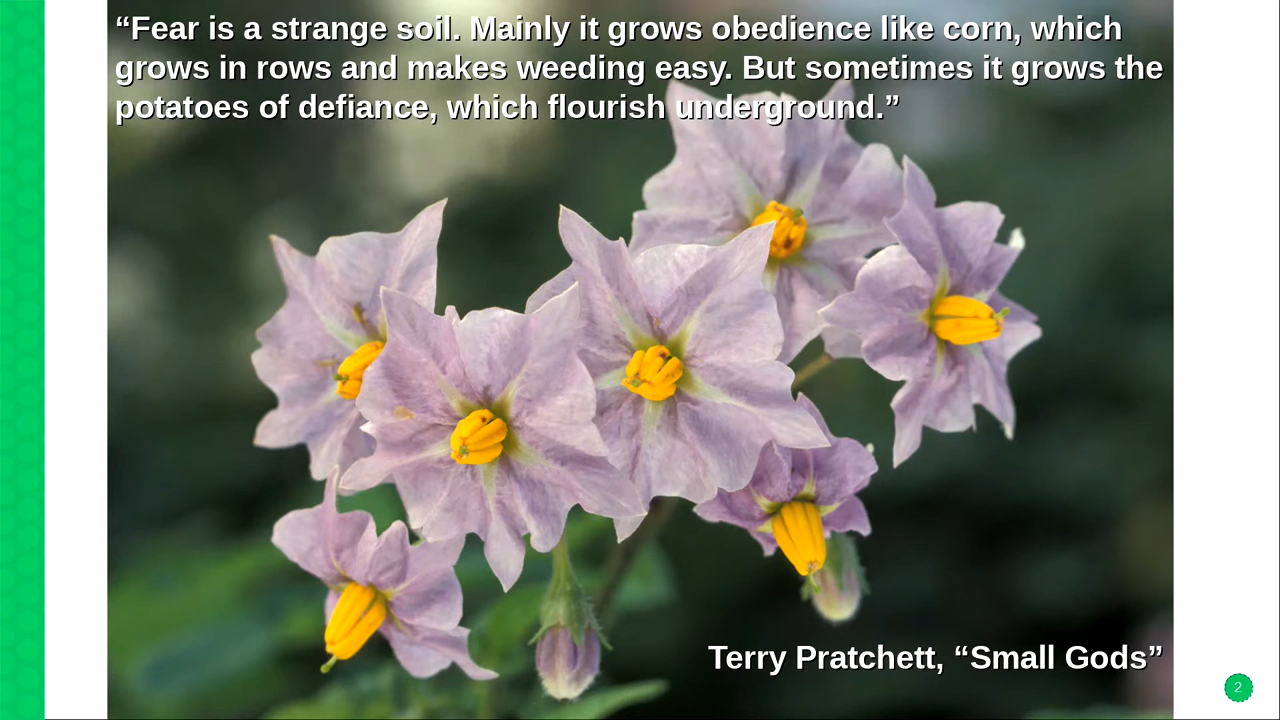 “Fear is a strange soil. Mainly it grows obedience like corn, which
grows in rows and makes weeding easy. But sometimes it grows the
potatoes of defiance, which flourish underground.”
Terry Pratchett, “Small Gods”
2